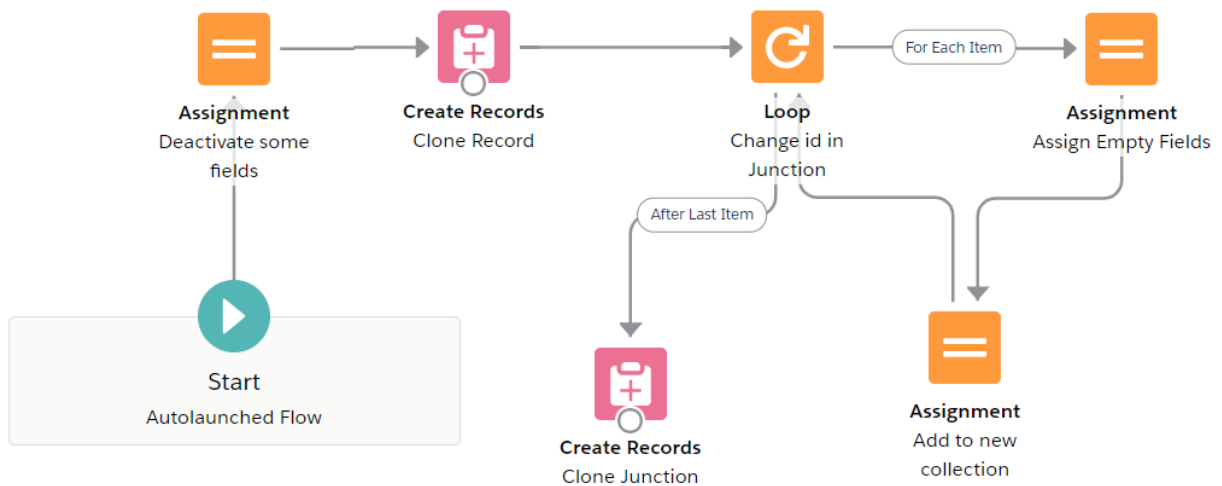 Assignment
Deactivate some
fields
Create Records
Clone Record
Loop
Change id in
Junction
For Each Item
Assignment
Assign Empty Fields
After Last Item
Start
Autolaunched Flow
Create Records
Clone Junction
Assignment
Add to new
collection